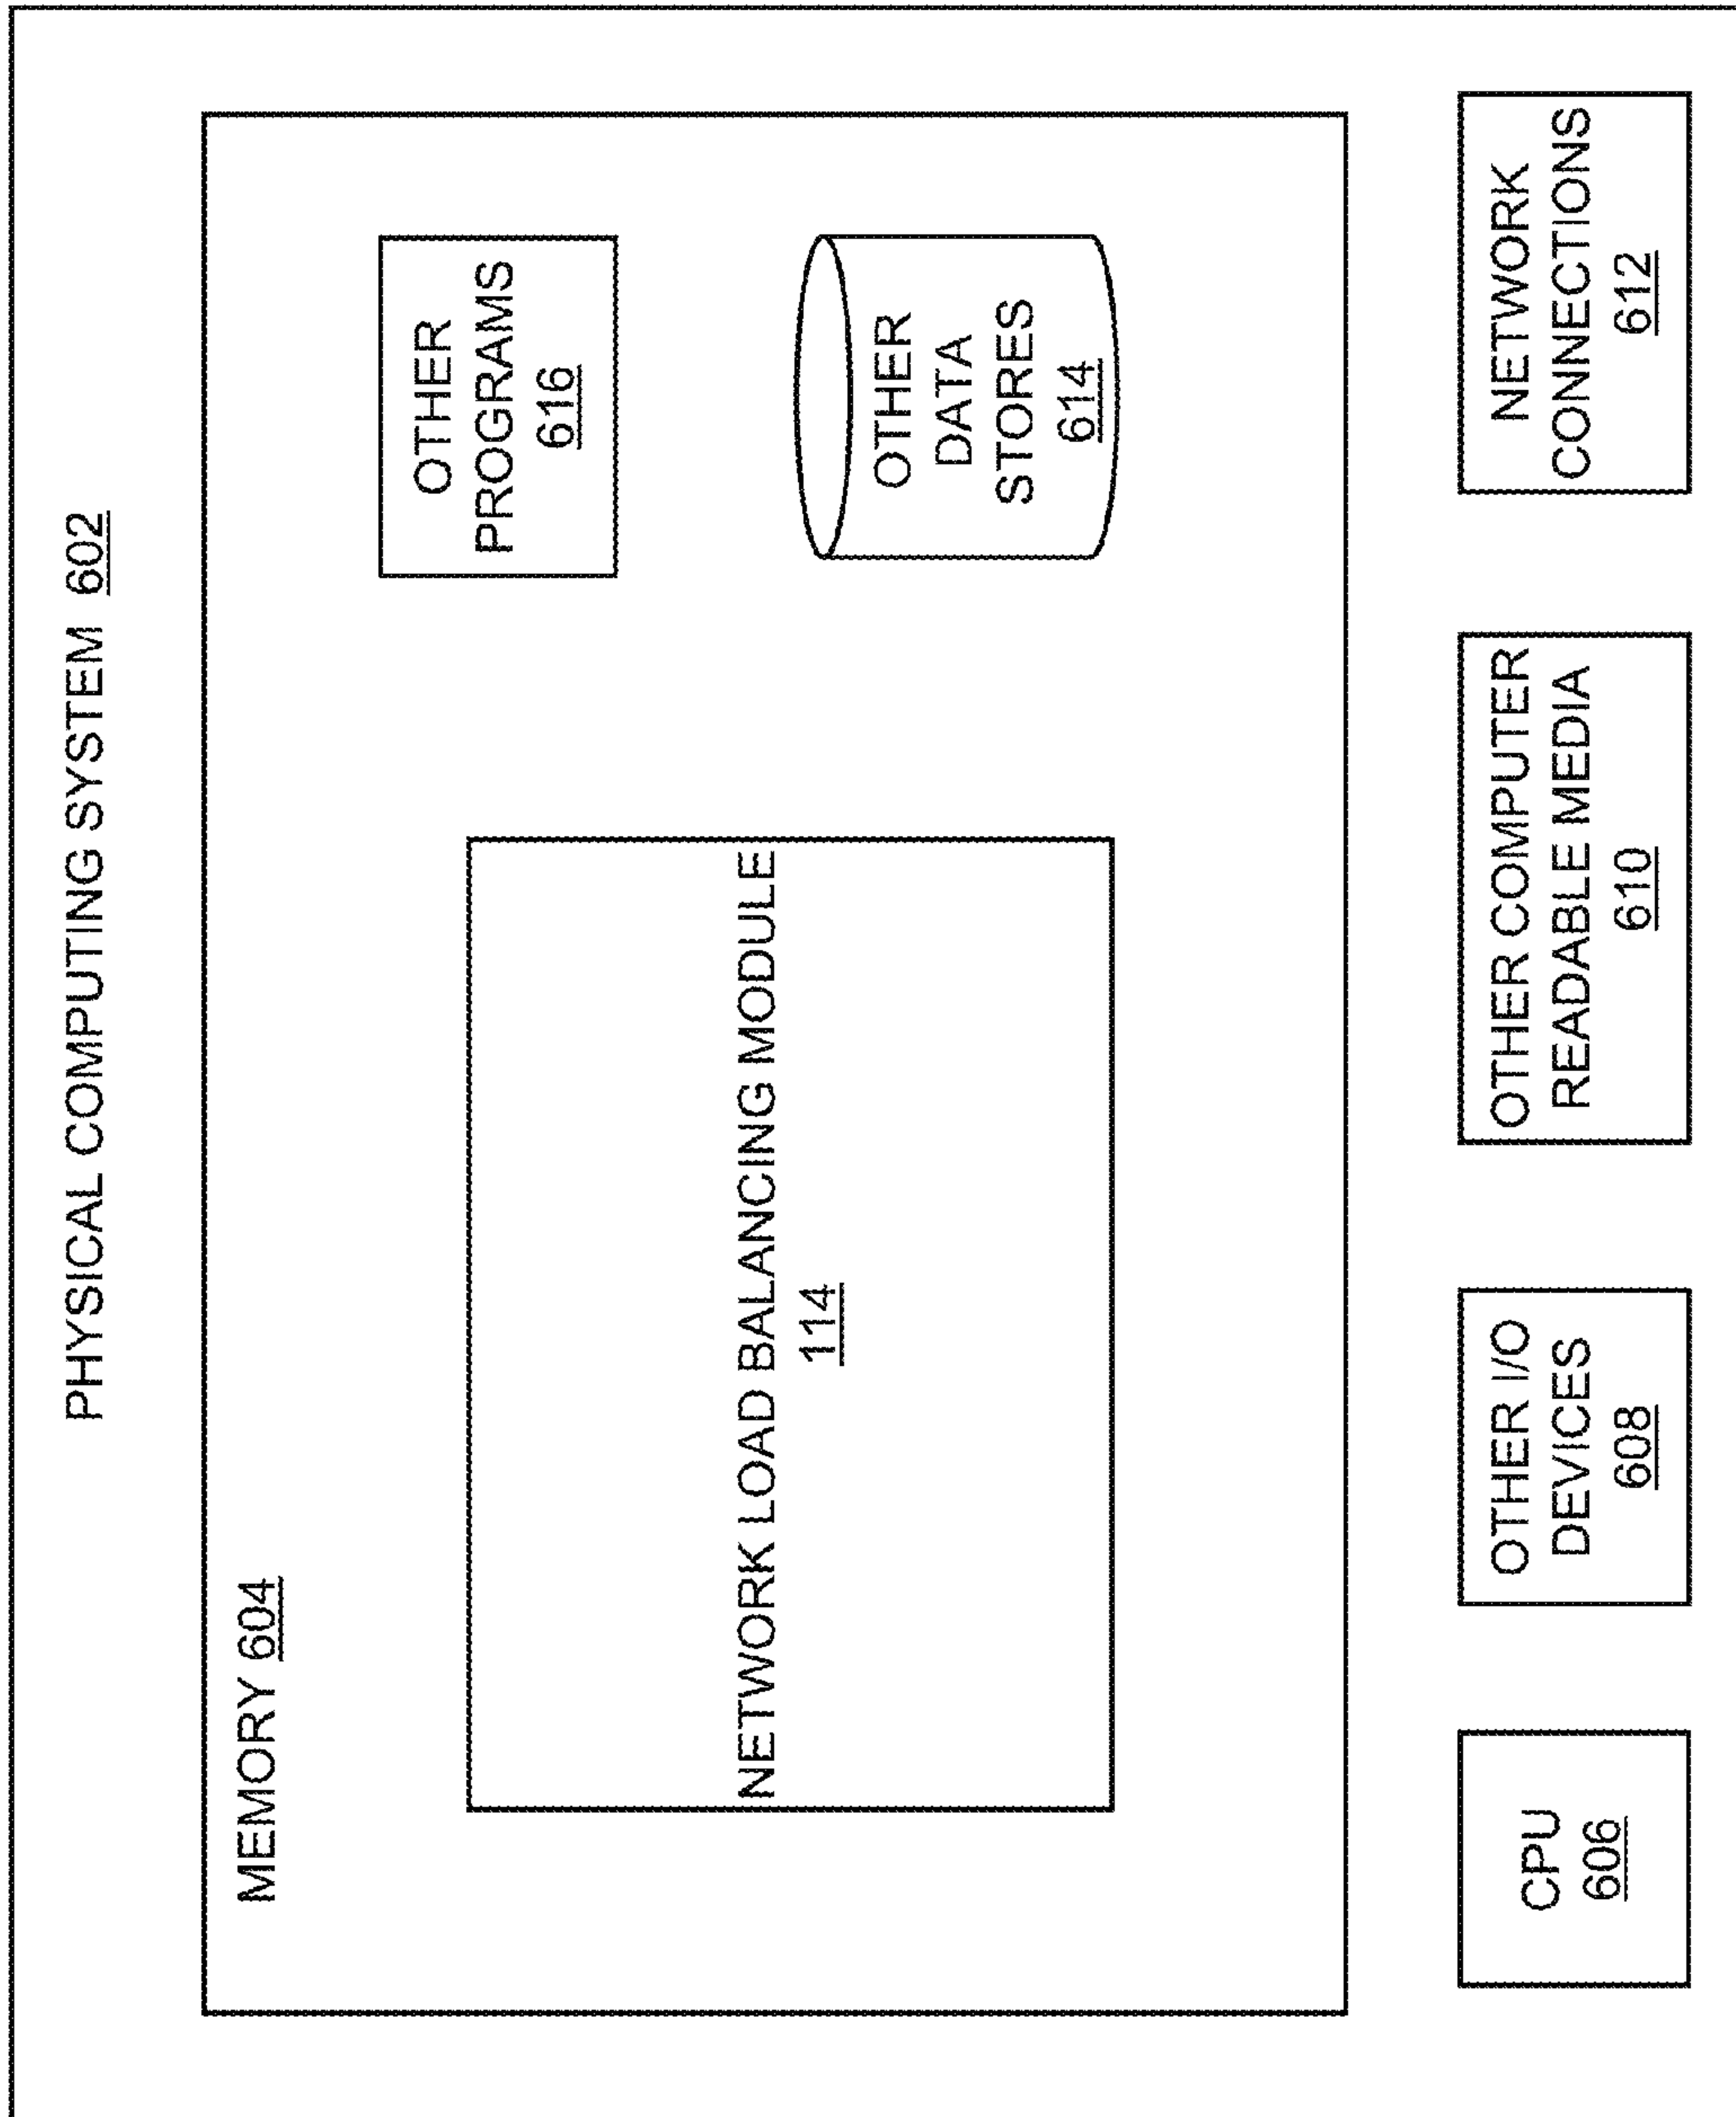 PHYSICAL COMPUTING SYSTEM 602
MEMORY 604
NETWORK LOAD BALANCING MODULE
114
OTHER
PROGRAMS
616
OTHER
DATA
STORES
614
CPU
606
OTHER I/O
DEVICES
608
OTHER COMPUTER
READABLE MEDIA
610
NETWORK
CONNECTIONS
612